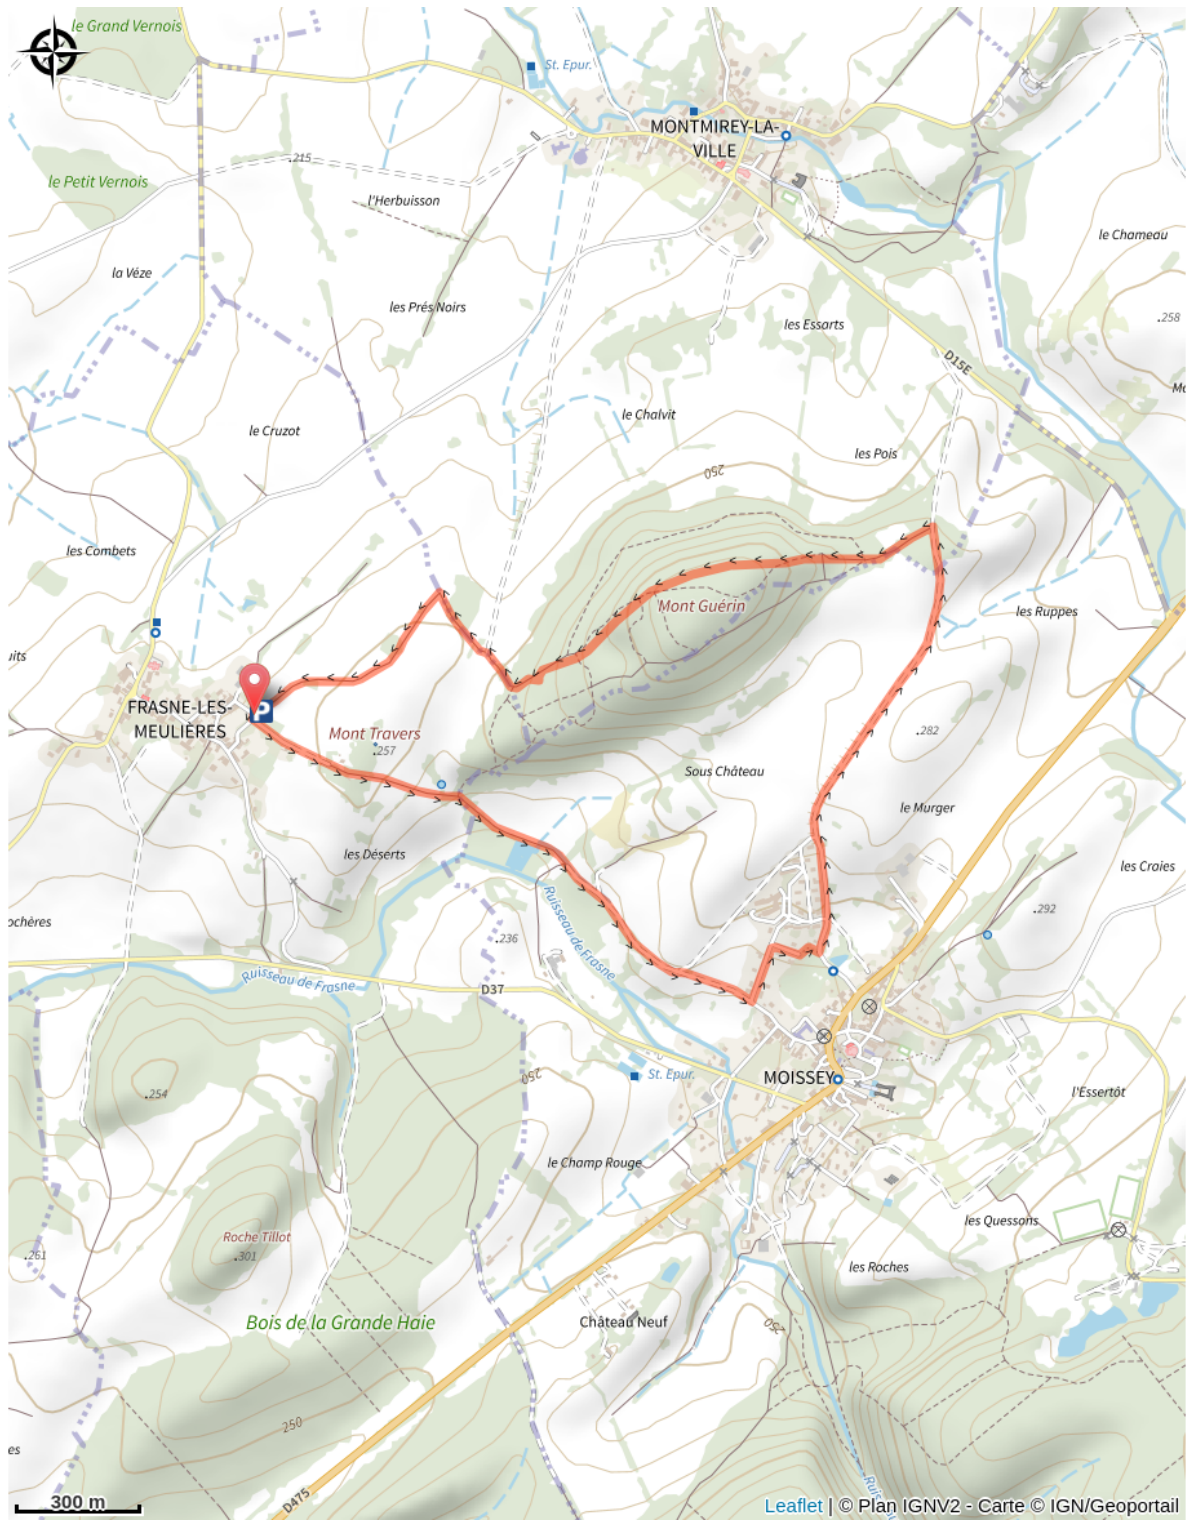 le Grand Vernois
St. Epur.
MONTMIREY-LA-
VILLE
.215
le Petit Vernois
l'Herbuisson
le Chameau
la Véze
les Prés Noirs
les Essarts
.258
D15E
le Chalvit
le Cruzot
les Pois
250
les Combets
Mont Guérin
les Ruppes
FRASNE-LES-
MEULIÈRES
P
Mont Travers
.257
.282
Sous Château
le Murger
les Déserts
les Craies
.292
ochères
.236
Ruisseau de Frasne
Ruisseau de Frasne
D37
250
St. Epur.
MOISSEY
.254
l'Essertôt
le Champ Rouge
les Quessons
Roche Tillot
.301
.261
les Roches
Bois de la Grande Haie
Château Neuf
250
250
es
D475
300 m
Leaflet | © Plan IGNV2 - Carte © IGN/Geoportail